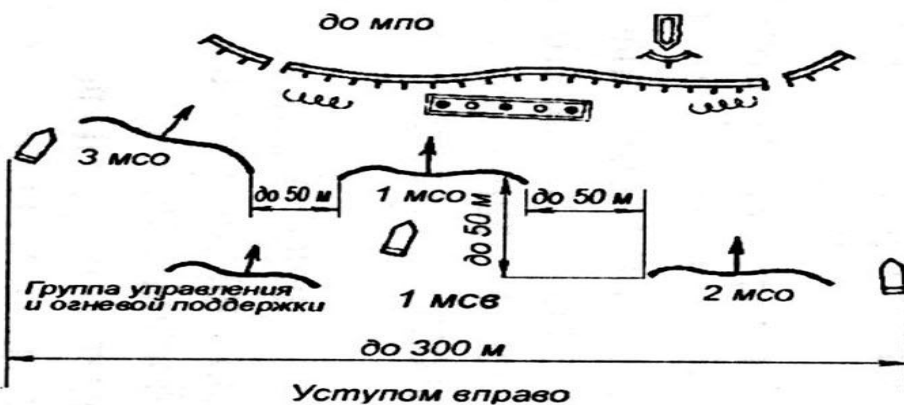 до мпо
3 мсо
до 50 м
1 мсо
до 50 м
до 50 м
Группа управления
и огневой поддержки
1 мсв
2 мсо
до 300 м
Уступом вправо